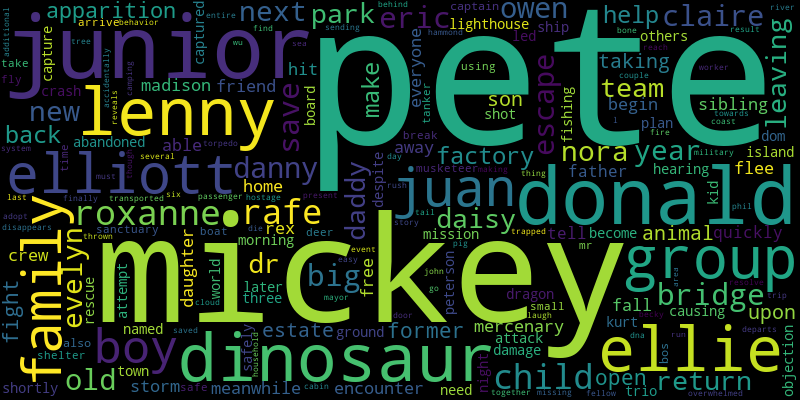 apparition
arrive
behavior
captured
next
park
eric
captain
owen
help
claire
additional
take
fly
crash
junior
madison
friend
hit
lighthouse
led
ship
river
behind
tree
wu
find
sending
others
hammond
bone
reach
result
leaving
capture
accidentally
camping
lenny
save
board
pete
make
everyone
tanker
using
son
shot
escape
fishing
taking
team
begin
sibling
couple
worker
towards
plan
coast
fire
new
back
system
abandoned
reveals
able
torpedo
break
away
nora
year
dom
island
military
flee
time
several
must
though
danny
daddy
despite
day
factory
father
hearing
elliott
home
musketeer
making
thing
kid
phil
last
finally
transported
six
passenger
hostage
present
rush
juan
donald
adopt
disappears
family
evelyn
roxanne
rafe
daisy
tail
story
mission
crew
thrown
sanctuary
boat
die
deer
rex
morning
become
tell
mr
animal
quickly
trapped
mickey
daughter
dr
event
pig
peterson
group
rescue
attempt
world
big
later
three
free
easy
john
go
dragon
small
laugh
bridge
area
trip
fight
named
cloud
estate
mayor
ground
former
mercenary
fall
causing
upon
kurt
also
shelter
boy
town
saved
safely
household
door
attack
damage
bos
dna
run
departs
dinosaur
ellie
old
storm
safe
cabin
night
child
open
trio
objection
shortly
meanwhile
encounter
need
together
missing
fellow
return
overwhelmed